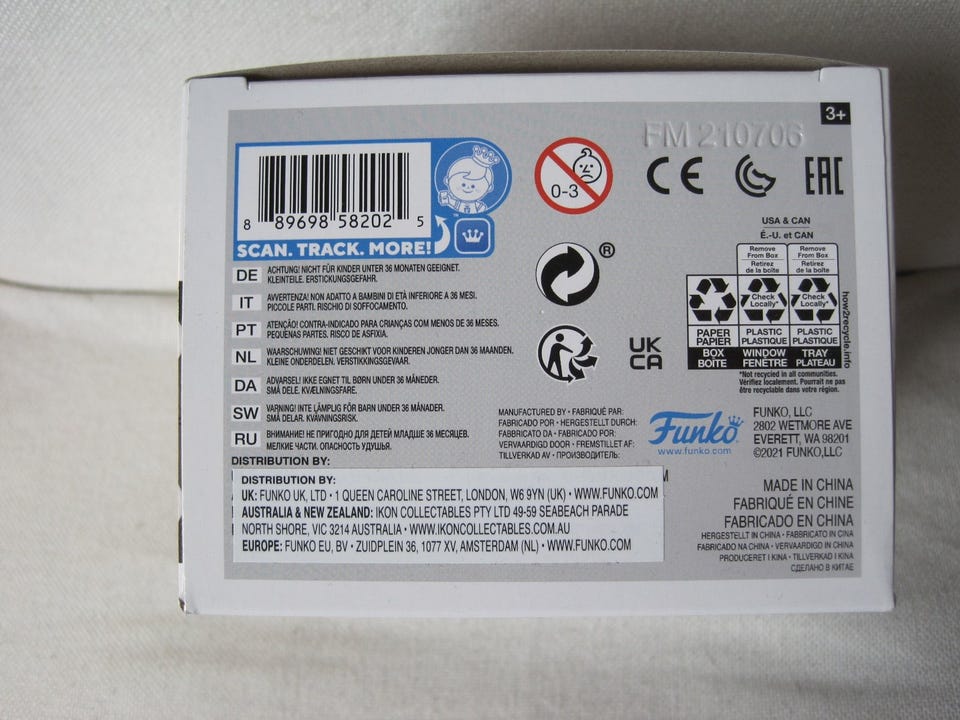 3+
FM 210706
8 89698 58202 5
SCAN. TRACK. MORE!
™
0-3
CE
EAC
®
UK
CA
USA & CAN
É.-U. et CAN
Remove From Box
Retirez de la boîte
Remove From Box
Retirez de la boîte
Check Locally*
Check Locally*
PAPER
PAPIER
PLASTIC
PLASTIQUE
PLASTIC
PLASTIQUE
BOX
BOÎTE
WINDOW
FENÊTRE
TRAY
PLATEAU
how2recycle.info
*Not recycled in all communities.
Vérifiez localement. Pourrait ne pas
être recyclable dans votre région.
DE ACHTUNG! NICHT FÜR KINDER UNTER 36 MONATEN GEEIGNET.
KLEINTEILE. ERSTICKUNGSGEFAHR.
IT AVVERTENZA! NON ADATTO A BAMBINI DI ETÀ INFERIORE A 36 MESI.
PICCOLE PARTI. RISCHIO DI SOFFOCAMENTO.
PT ATENÇÃO! CONTRA-INDICADO PARA CRIANÇAS COM MENOS DE 36 MESES.
PEQUENAS PARTES. RISCO DE ASFIXIA.
NL WAARSCHUWING! NIET GESCHIKT VOOR KINDEREN JONGER DAN 36 MAANDEN.
KLEINE ONDERDELEN. VERSTIKKINGSGEVAAR.
DA ADVARSEL! IKKE EGNET TIL BØRN UNDER 36 MÅNEDER.
SMÅ DELE. KVÆLNINGSFARE.
SW VARNING! INTE LÄMPLIG FÖR BARN UNDER 36 MÅNADER.
SMÅ DELAR. KVÄVNINGSRISK.
RU ВНИМАНИЕ! НЕ ПРИГОДНО ДЛЯ ДЕТЕЙ МЛАДШЕ 36 МЕСЯЦЕВ.
МЕЛКИЕ ЧАСТИ. ОПАСНОСТЬ УДУШЬЯ.
MANUFACTURED BY • FABRIQUÉ PAR:
FABRICADO POR • HERGESTELLT DURCH:
FABBRICATO DA • FABRICADO POR:
VERVAARDIGD DOOR • FREMSTILLET AF:
TILLVERKAD AV • ПРОИЗВОДИТЕЛЬ:
Funko
www.funko.com
FUNKO, LLC
2802 WETMORE AVE
EVERETT, WA 98201
©2021 FUNKO,LLC
DISTRIBUTION BY:
DISTRIBUTION BY:
UK: FUNKO UK, LTD • 1 QUEEN CAROLINE STREET, LONDON, W6 9YN (UK) • WWW.FUNKO.COM
AUSTRALIA & NEW ZEALAND: IKON COLLECTABLES PTY LTD 49-59 SEABEACH PARADE
NORTH SHORE, VIC 3214 AUSTRALIA • WWW.IKONCOLLECTABLES.COM.AU
EUROPE: FUNKO EU, BV • ZUIDPLEIN 36, 1077 XV, AMSTERDAM (NL) • WWW.FUNKO.COM
MADE IN CHINA
FABRIQUÉ EN CHINE
FABRICADO EN CHINA
HERGESTELLT IN CHINA • FABBRICATO IN CINA
FABRICADO NA CHINA • VERVAARDIGD IN CHINA
PRODUCERET I KINA • TILLVERKAD I KINA
СДЕЛАНО В КИТАЕ